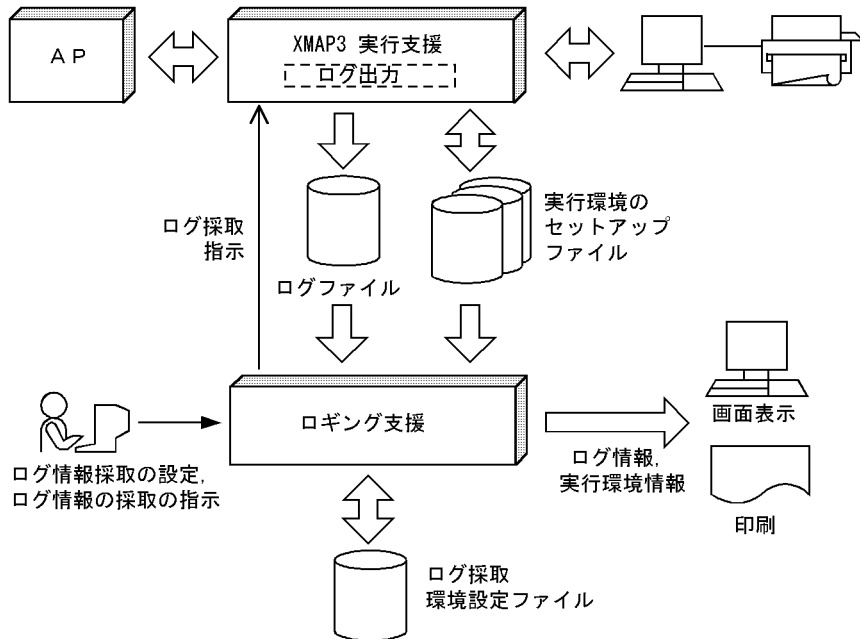 ＡＰ
XMAP3 実行支援
ログ出力
ログ採取
指示
ログファイル
実行環境の
セットアップ
ファイル
ロギング支援
ログ情報採取の設定，
ログ情報の採取の指示
ログ情報，
実行環境情報
画面表示
印刷
ログ採取
環境設定ファイル